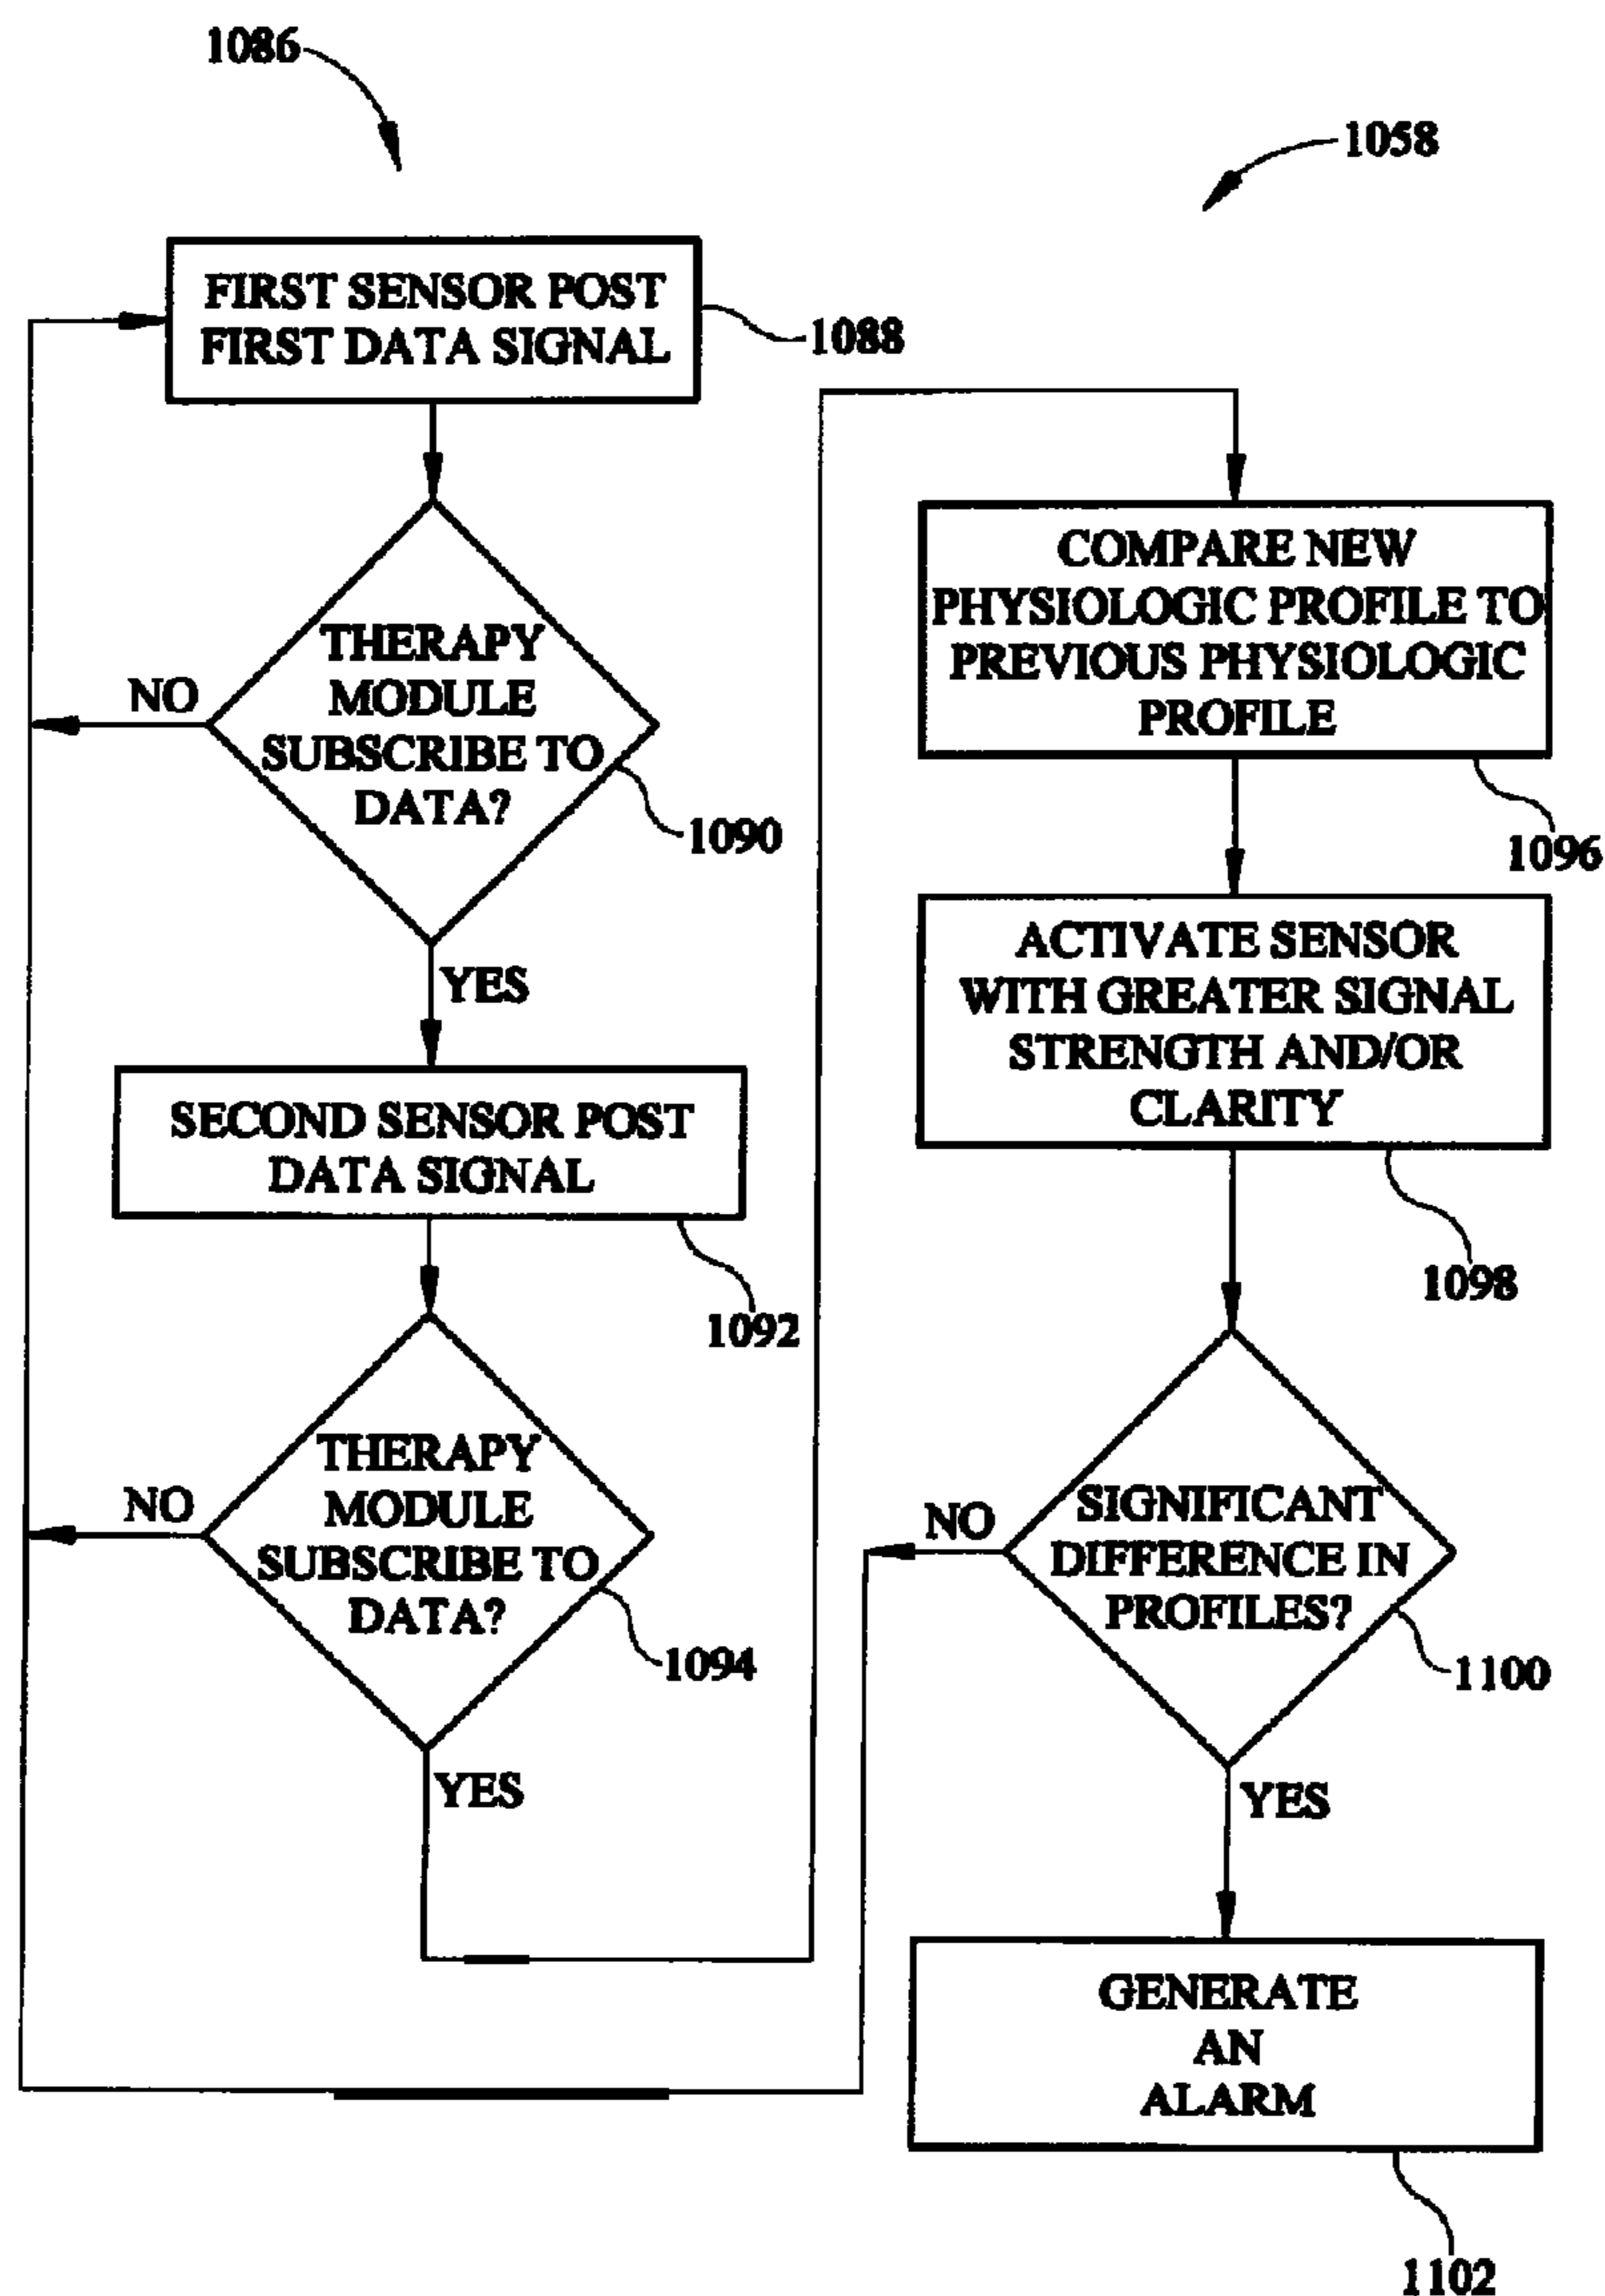 1086
1058
FIRST SENSOR POST
FIRST DATA SIGNAL
1088
THERAPY
MODULE
SUBSCRIBE TO
DATA?
NO
1090
YES
SECOND SENSOR POST
DATA SIGNAL
1092
THERAPY
MODULE
SUBSCRIBE TO
DATA?
NO
1094
YES
COMPARE NEW
PHYSIOLOGIC PROFILE TO
PREVIOUS PHYSIOLOGIC
PROFILE
1096
ACTIVATE SENSOR
WITH GREATER SIGNAL
STRENGTH AND/OR
CLARITY
1098
SIGNIFICANT
DIFFERENCE IN
PROFILES?
NO
1100
YES
GENERATE
AN
ALARM
1102